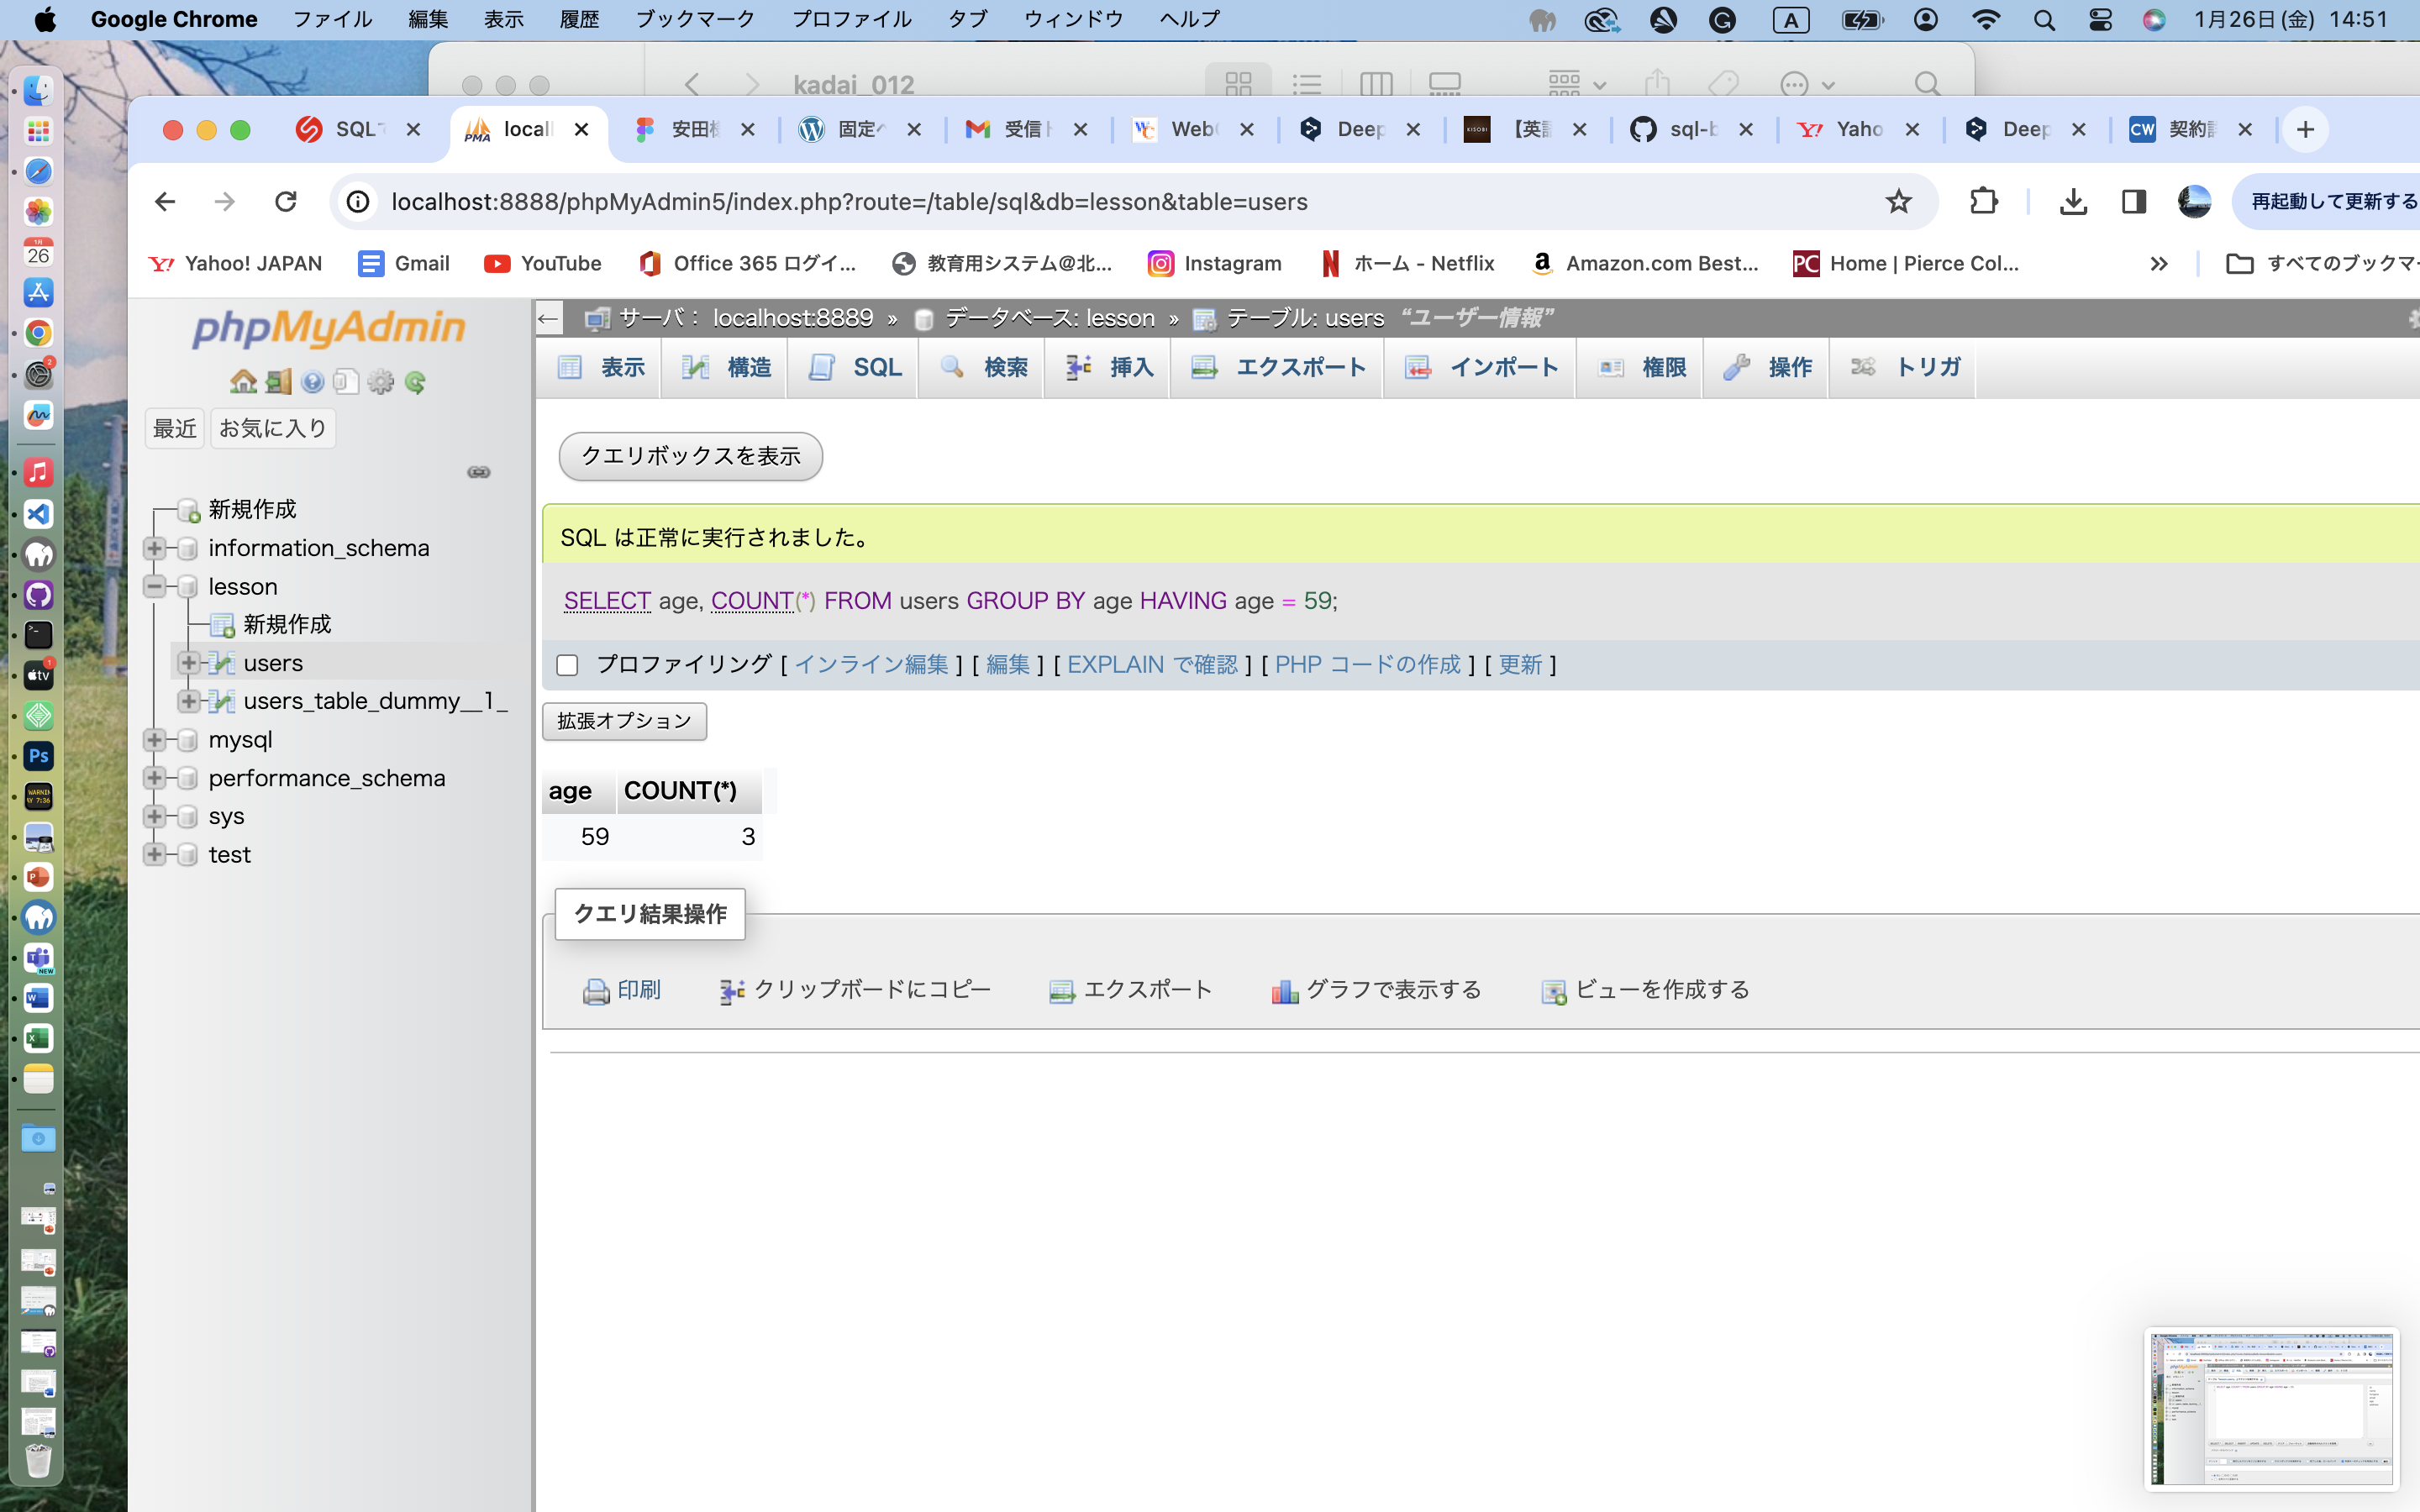 Google Chrome ファイル 編集 表示 履歴 ブックマーク プロファイル タブ ウィンドウ ヘルプ A 1月26日(金) 14:51
kadai_012
SQLで locall 安田 固定 受信 Web Deep 【英 sql-b Yaho Deep CW 契約
localhost:8888/phpMyAdmin5/index.php?route=/table/sql&db=lesson&table=users
再起動して更新する
Yahoo! JAPAN Gmail YouTube Office 365 ログイ... 教育用システム@北... Instagram ホーム - Netflix Amazon.com Best... Home | Pierce Col... » すべてのブックマー
phpMyAdmin
最近 お気に入り
新規作成
information_schema
lesson
新規作成
users
users_table_dummy__1_
mysql
performance_schema
sys
test
サーバ: localhost:8889 » データベース: lesson » テーブル: users “ユーザー情報”
表示 構造 SQL 検索 挿入 エクスポート インポート 権限 操作 トリガ
クエリボックスを表示
SQL は正常に実行されました。
SELECT age, COUNT(*) FROM users GROUP BY age HAVING age = 59;
プロファイリング [ インライン編集 ] [ 編集 ] [ EXPLAIN で確認 ] [ PHP コードの作成 ] [ 更新 ]
拡張オプション
age COUNT(*)
59 3
クエリ結果操作
印刷 クリップボードにコピー エクスポート グラフで表示する ビューを作成する